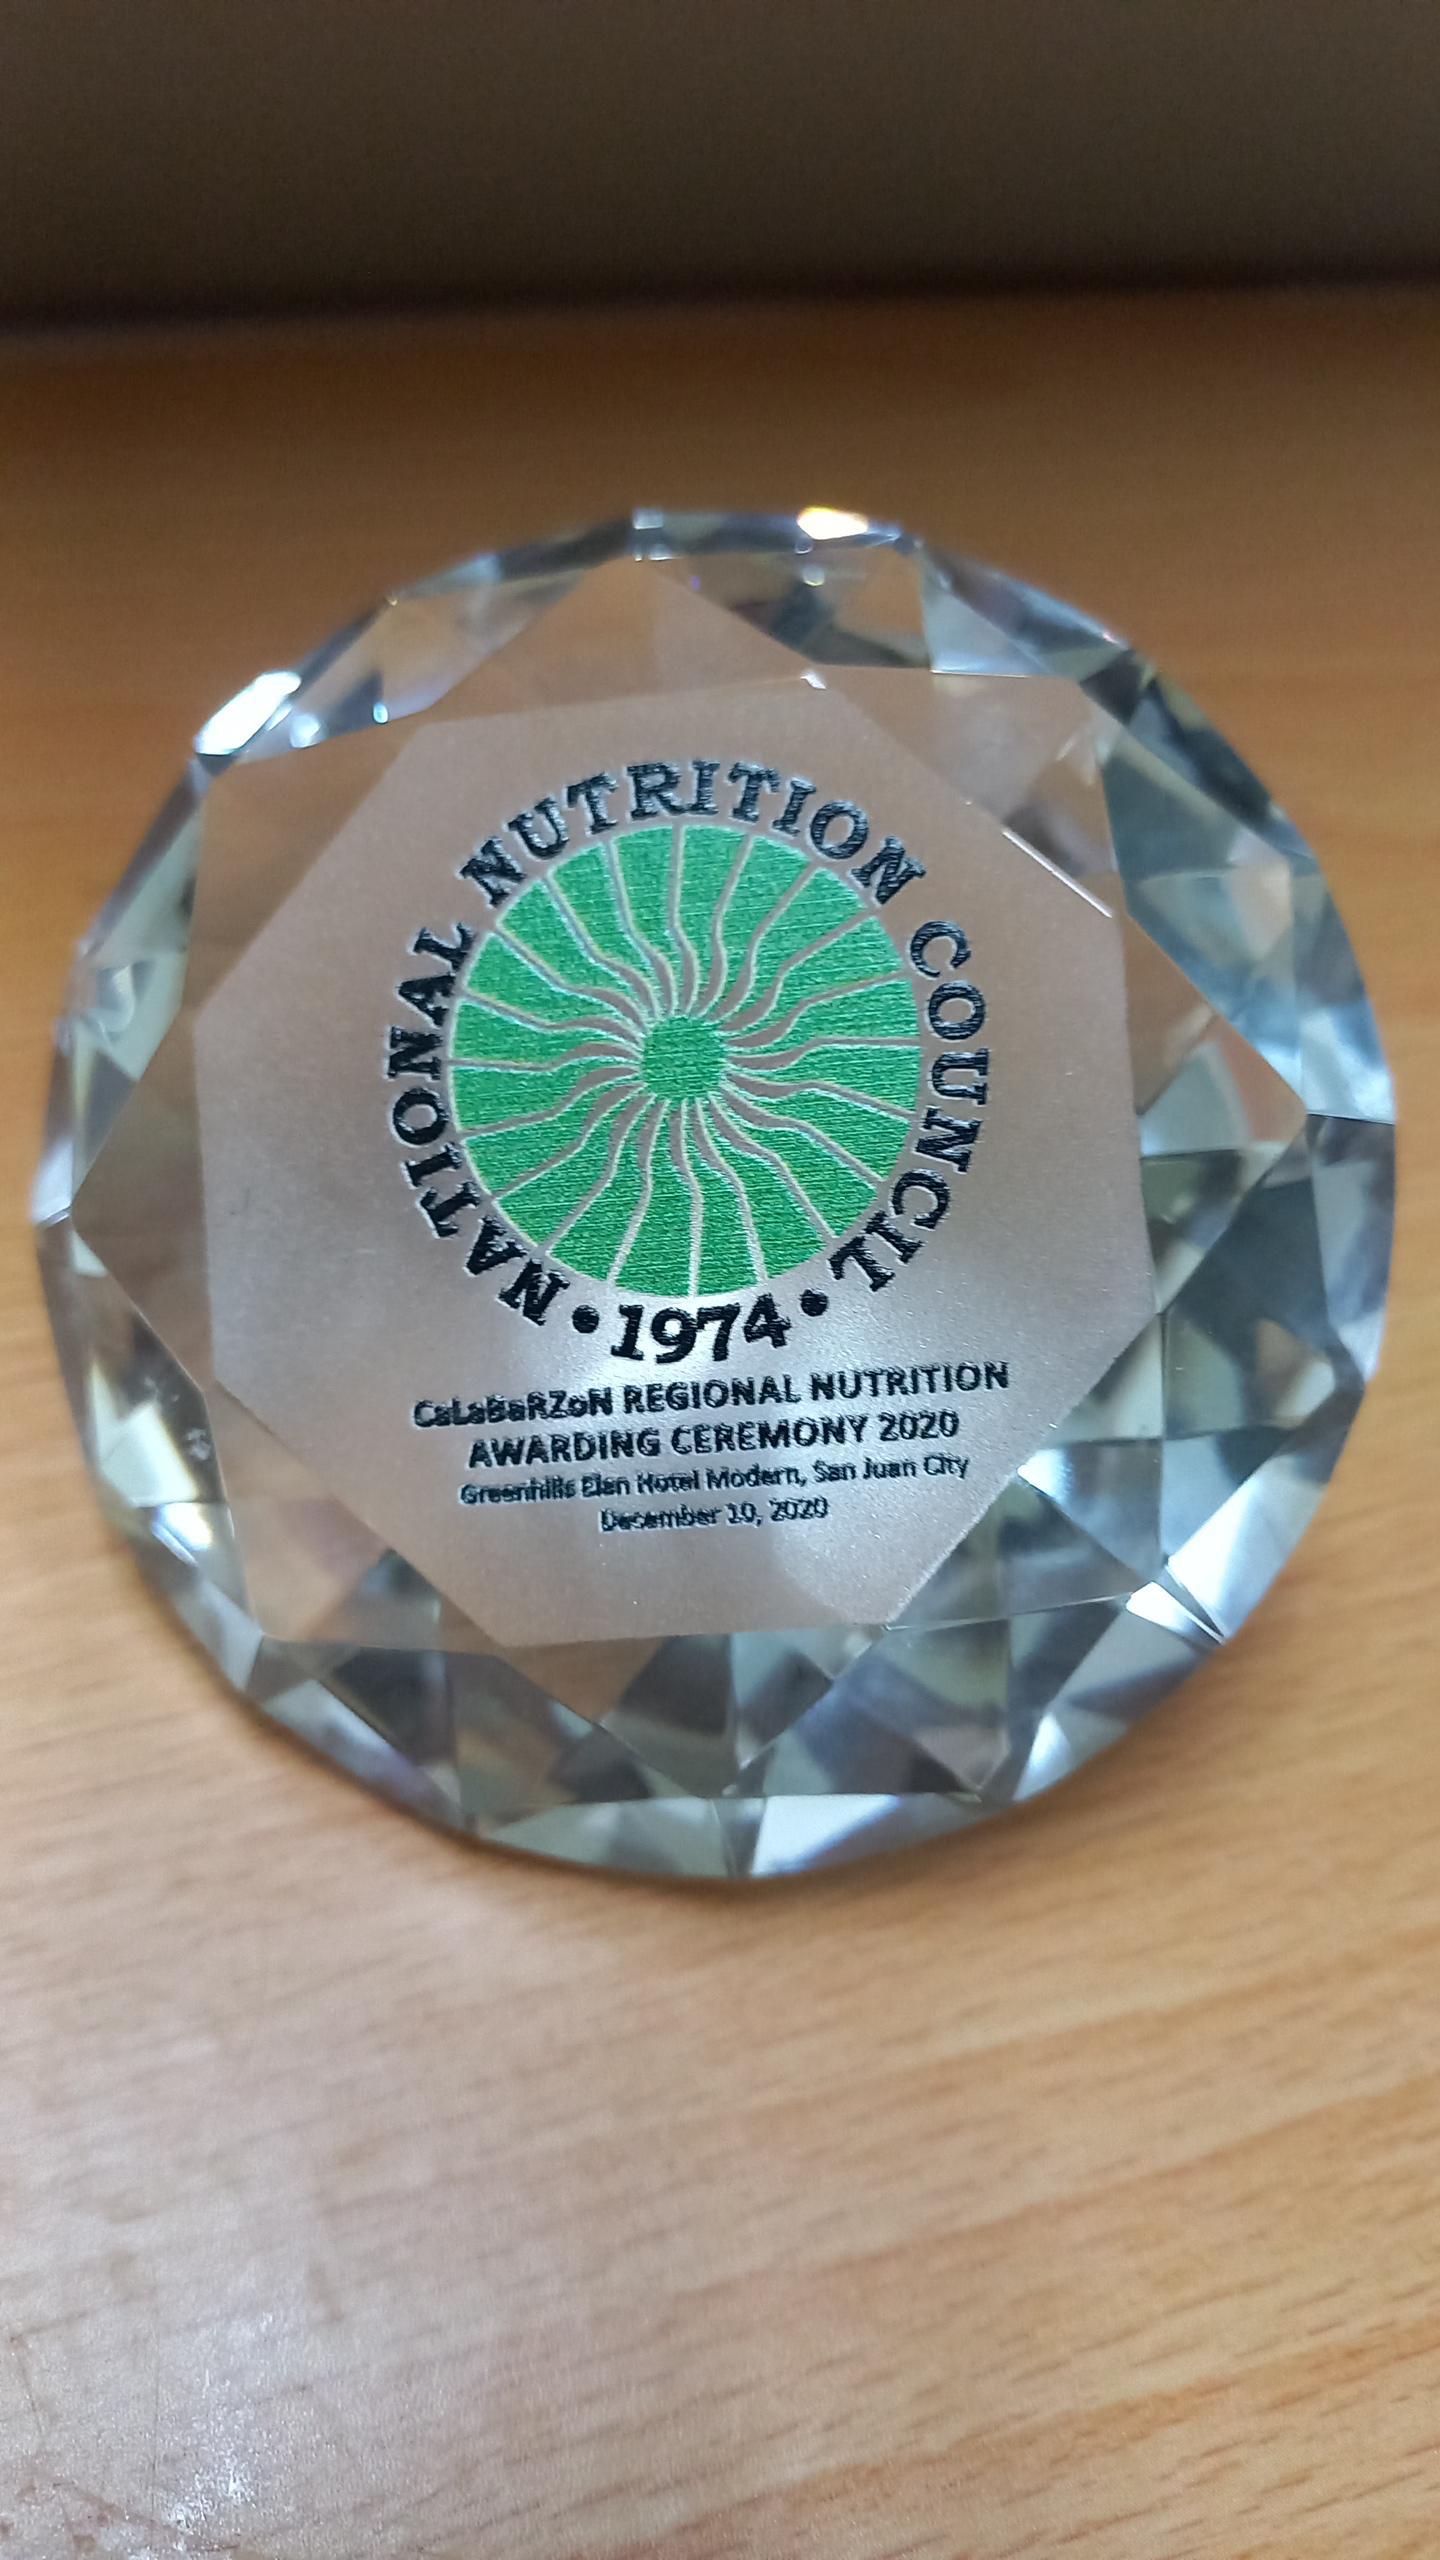 NATIONAL NUTRITION COUNCIL
• 1974 •
CaLaBaRZoN REGIONAL NUTRITION
AWARDING CEREMONY 2020
Greenhills Elan Hotel Modern, San Juan City
December 10, 2020